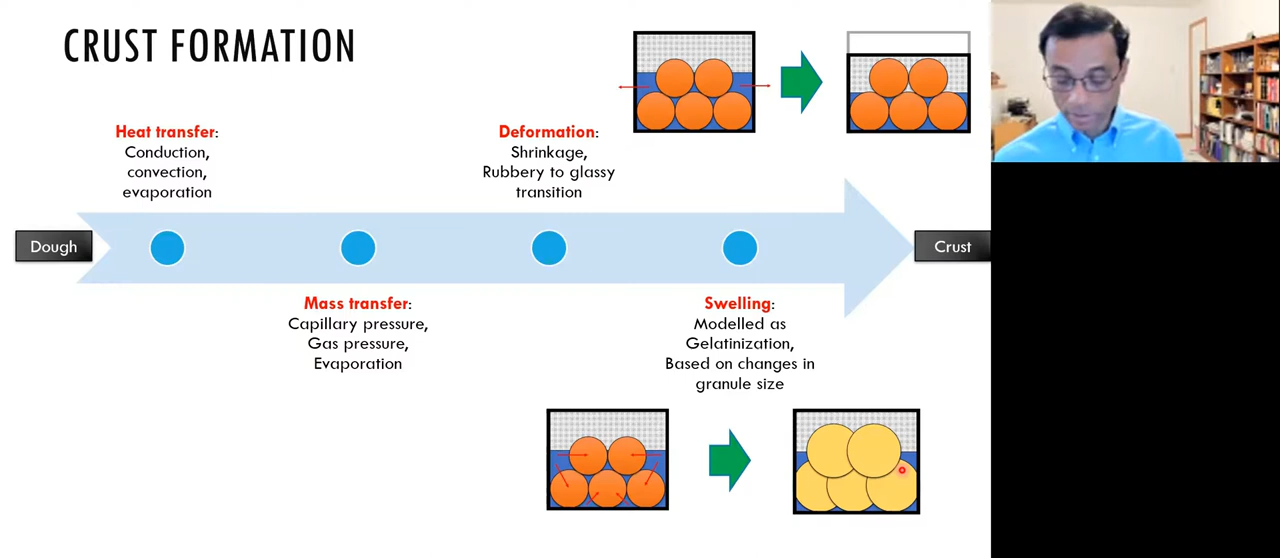 CRUST FORMATION
Heat transfer:
Conduction,
convection,
evaporation
Deformation:
Shrinkage,
Rubbery to glassy
transition
Dough
Crust
Mass transfer:
Capillary pressure,
Gas pressure,
Evaporation
Swelling:
Modelled as
Gelatinization,
Based on changes in
granule size